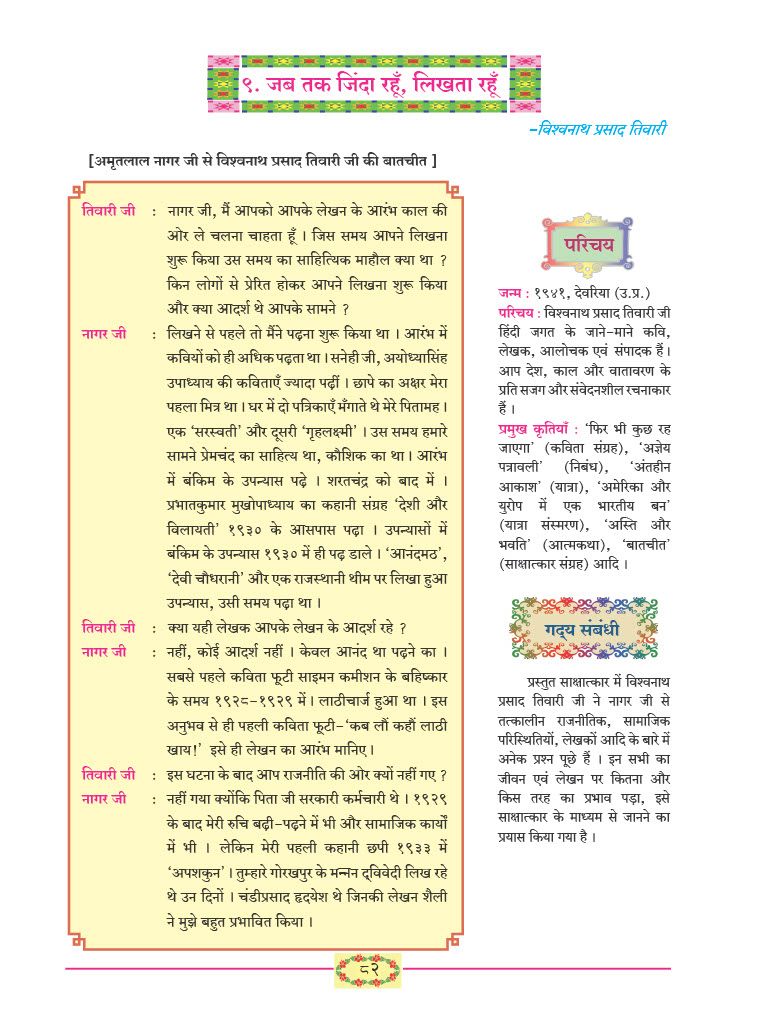 ९. जब तक जिंदा रहूँ, लिखता रहूँ
-विश्वनाथ प्रसाद तिवारी
[अमृतलाल नागर जी से विश्वनाथ प्रसाद तिवारी जी की बातचीत ]
तिवारी जी : नागर जी, मैं आपको आपके लेखन के आरंभ काल की
ओर ले चलना चाहता हूँ । जिस समय आपने लिखना
शुरू किया उस समय का साहित्यिक माहौल क्या था ?
किन लोगों से प्रेरित होकर आपने लिखना शुरू किया
और क्या आदर्श थे आपके सामने ?
नागर जी : लिखने से पहले तो मैंने पढ़ना शुरू किया था । आरंभ में
कवियों को ही अधिक पढ़ता था । सनेही जी, अयोध्यासिंह
उपाध्याय की कविताएँ ज्यादा पढ़ीं । छापे का अक्षर मेरा
पहला मित्र था । घर में दो पत्रिकाएँ मँगाते थे मेरे पितामह ।
एक ‘सरस्वती’ और दूसरी ‘गृहलक्ष्मी’ । उस समय हमारे
सामने प्रेमचंद का साहित्य था, कौशिक का था । आरंभ
में बंकिम के उपन्यास पढ़े । शरतचंद्र को बाद में ।
प्रभातकुमार मुखोपाध्याय का कहानी संग्रह ‘देशी और
विलायती’ १९३० के आसपास पढ़ा । उपन्यासों में
बंकिम के उपन्यास १९३० में ही पढ़ डाले । ‘आनंदमठ’,
‘देवी चौधरानी’ और एक राजस्थानी थीम पर लिखा हुआ
उपन्यास, उसी समय पढ़ा था ।
तिवारी जी : क्या यही लेखक आपके लेखन के आदर्श रहे ?
नागर जी : नहीं, कोई आदर्श नहीं । केवल आनंद था पढ़ने का ।
सबसे पहले कविता फूटी साइमन कमीशन के बहिष्कार
के समय १९२८-१९२९ में । लाठीचार्ज हुआ था । इस
अनुभव से ही पहली कविता फूटी-‘कब लौं कहौं लाठी
खाय!’ इसे ही लेखन का आरंभ मानिए ।
तिवारी जी : इस घटना के बाद आप राजनीति की ओर क्यों नहीं गए ?
नागर जी : नहीं गया क्योंकि पिता जी सरकारी कर्मचारी थे । १९२९
के बाद मेरी रुचि बढ़ी-पढ़ने में भी और सामाजिक कार्यों
में भी । लेकिन मेरी पहली कहानी छपी १९३३ में
‘अपशकुन’ । तुम्हारे गोरखपुर के मन्नन द्‌विवेदी लिख रहे
थे उन दिनों । चंडीप्रसाद हृदयेश थे जिनकी लेखन शैली
ने मुझे बहुत प्रभावित किया ।
परिचय
जन्म : १९४१, देवरिया (उ.प्र.)
परिचय : विश्वनाथ प्रसाद तिवारी जी
हिंदी जगत के जाने-माने कवि,
लेखक, आलोचक एवं संपादक हैं।
आप देश, काल और वातावरण के
प्रति सजग और संवेदनशील रचनाकार
हैं ।
प्रमुख कृतियाँ : ‘फिर भी कुछ रह
जाएगा’ (कविता संग्रह), ‘अज्ञेय
पत्रावली’ (निबंध), ‘अंतहीन
आकाश’ (यात्रा), ‘अमेरिका और
युरोप में एक भारतीय बन’
(यात्रा संस्मरण), ‘अस्ति और
भवति’ (आत्मकथा), ‘बातचीत’
(साक्षात्कार संग्रह) आदि ।
गद्‌य संबंधी
प्रस्तुत साक्षात्कार में विश्वनाथ
प्रसाद तिवारी जी ने नागर जी से
तत्कालीन राजनीतिक, सामाजिक
परिस्थितियों, लेखकों आदि के बारे में
अनेक प्रश्न पूछे हैं । इन सभी का
जीवन एवं लेखन पर कितना और
किस तरह का प्रभाव पड़ा, इसे
साक्षात्कार के माध्यम से जानने का
प्रयास किया गया है ।
८२